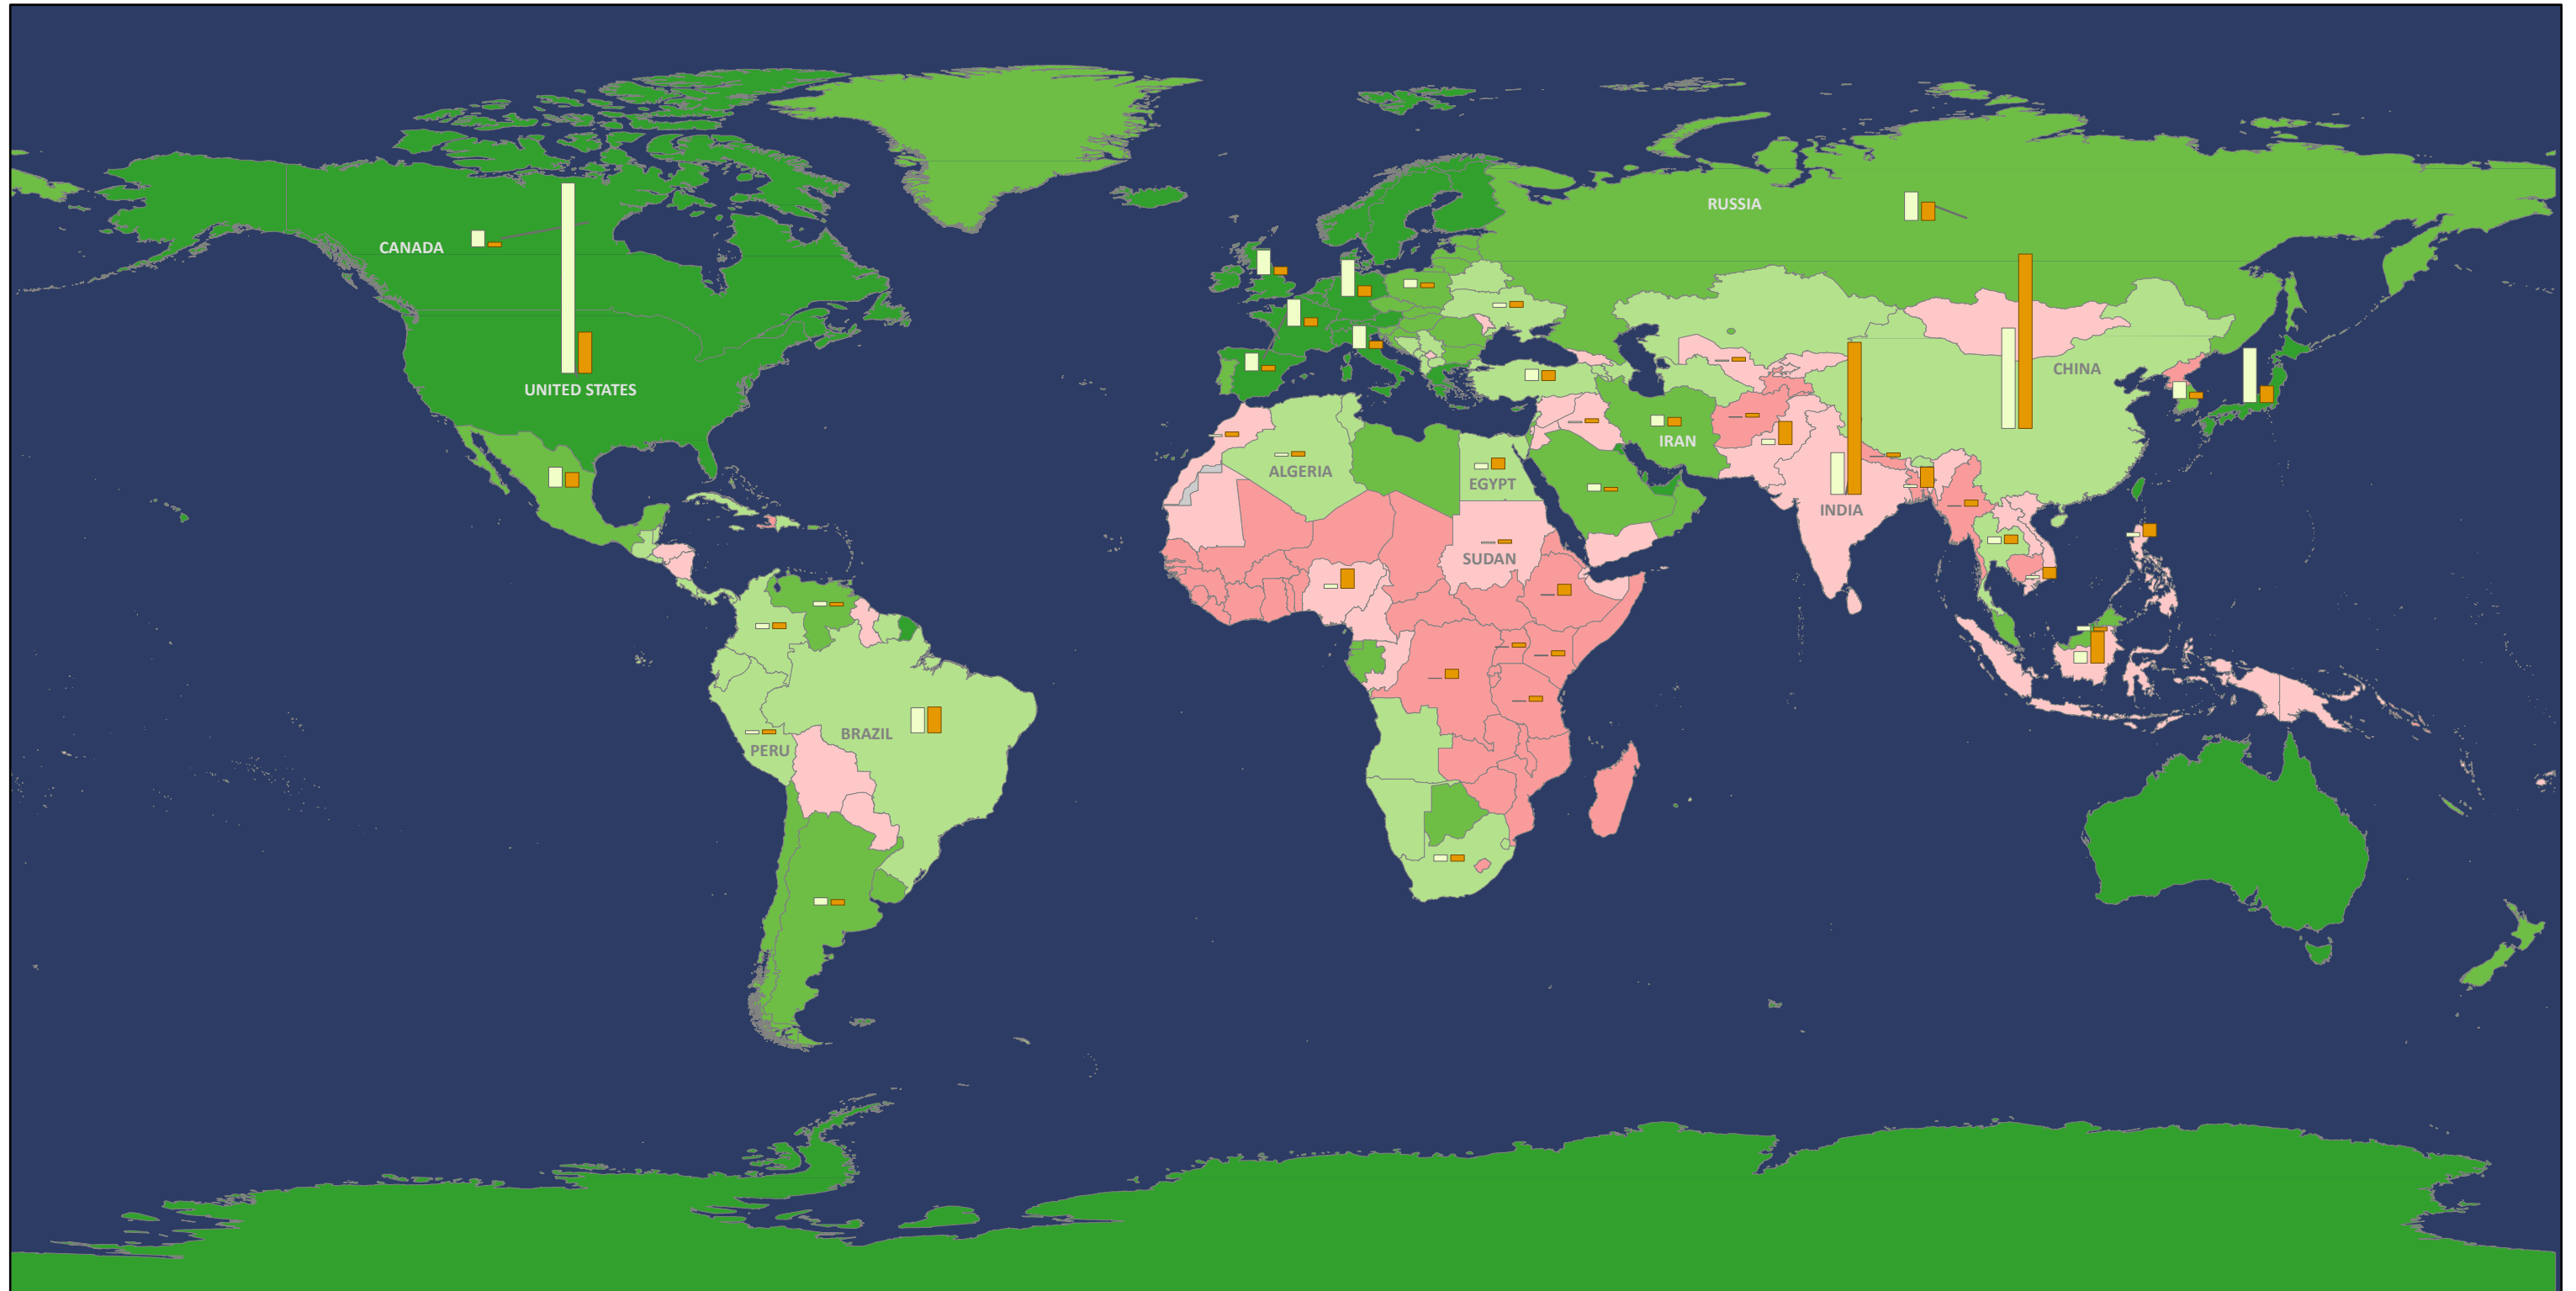 RUSSIA
CANADA
CHINA
UNITED STATES
IRAN
ALGERIA
EGYPT
INDIA
SUDAN
BRAZIL
PERU